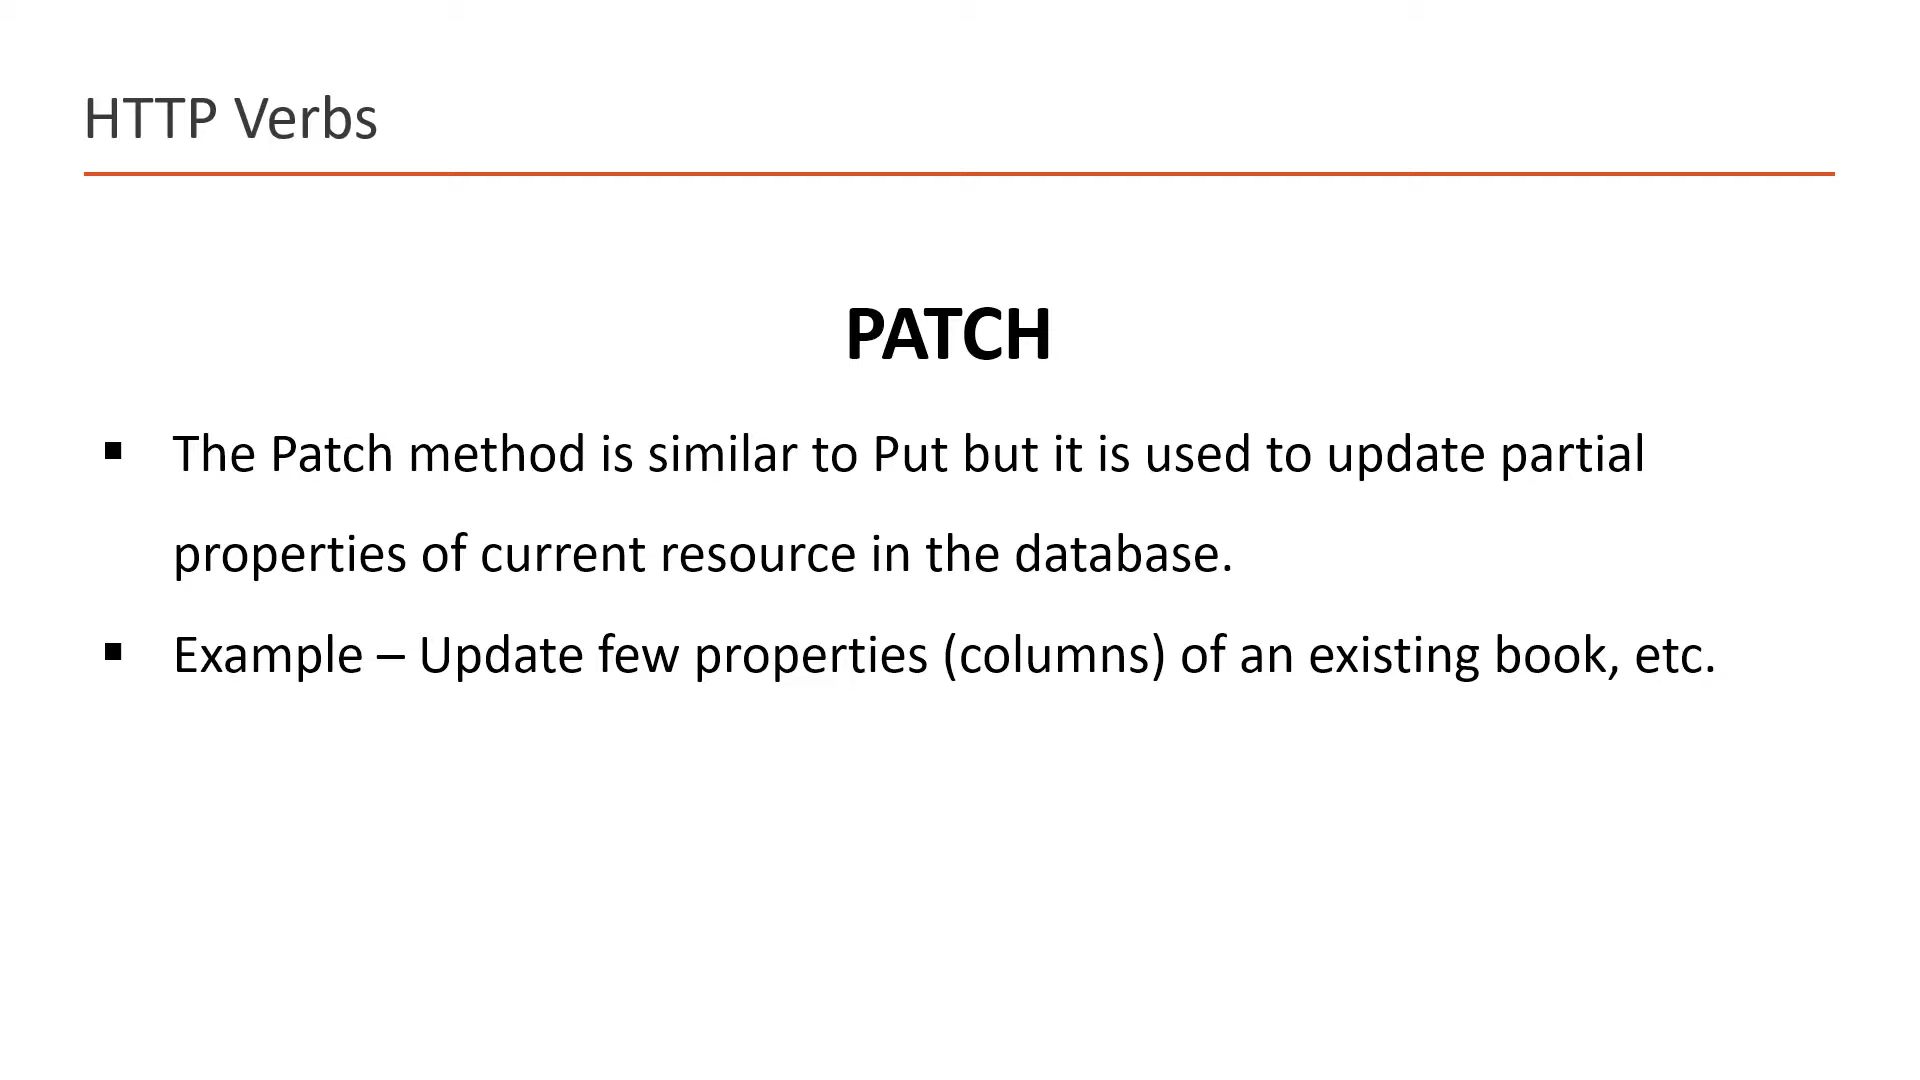 HTTP Verbs
PATCH
▪ The Patch method is similar to Put but it is used to update partial
properties of current resource in the database.
▪ Example – Update few properties (columns) of an existing book, etc.